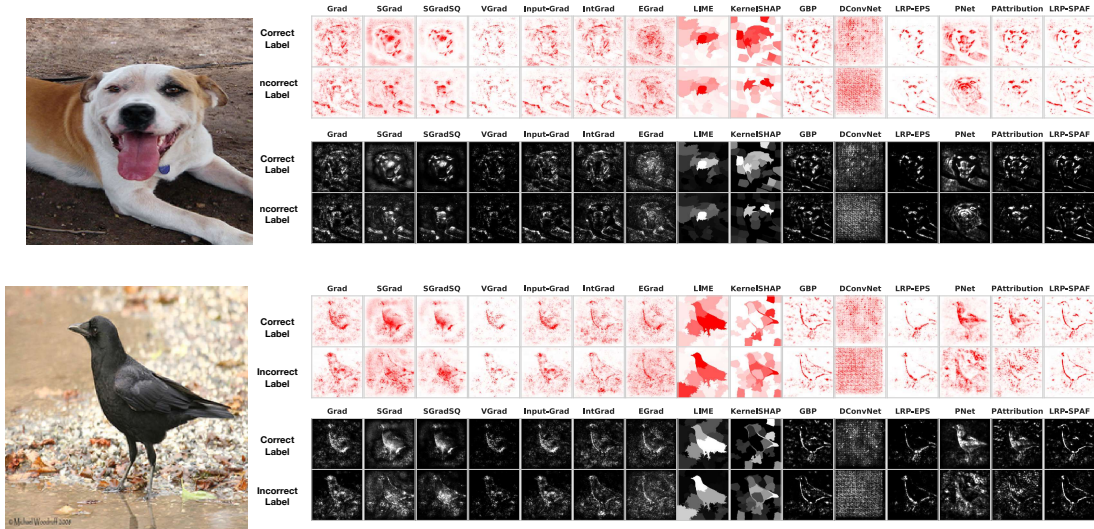 Grad SGrad SGradSQ VGrad Input-Grad IntGrad EGrad LIME KernelSHAP GBP DConvNet LRP-EPS PNet PAttribution LRP-SPAF
Correct
Label
ncorrect
Label
Grad SGrad SGradSQ VGrad Input-Grad IntGrad EGrad LIME KernelSHAP GBP DConvNet LRP-EPS PNet PAttribution LRP-SPAF
Correct
Label
ncorrect
Label
Grad SGrad SGradSQ VGrad Input-Grad IntGrad EGrad LIME KernelSHAP GBP DConvNet LRP-EPS PNet PAttribution LRP-SPAF
Correct
Label
Incorrect
Label
Grad SGrad SGradSQ VGrad Input-Grad IntGrad EGrad LIME KernelSHAP GBP DConvNet LRP-EPS PNet PAttribution LRP-SPAF
Correct
Label
Incorrect
Label
© Michael Woodruff 2008